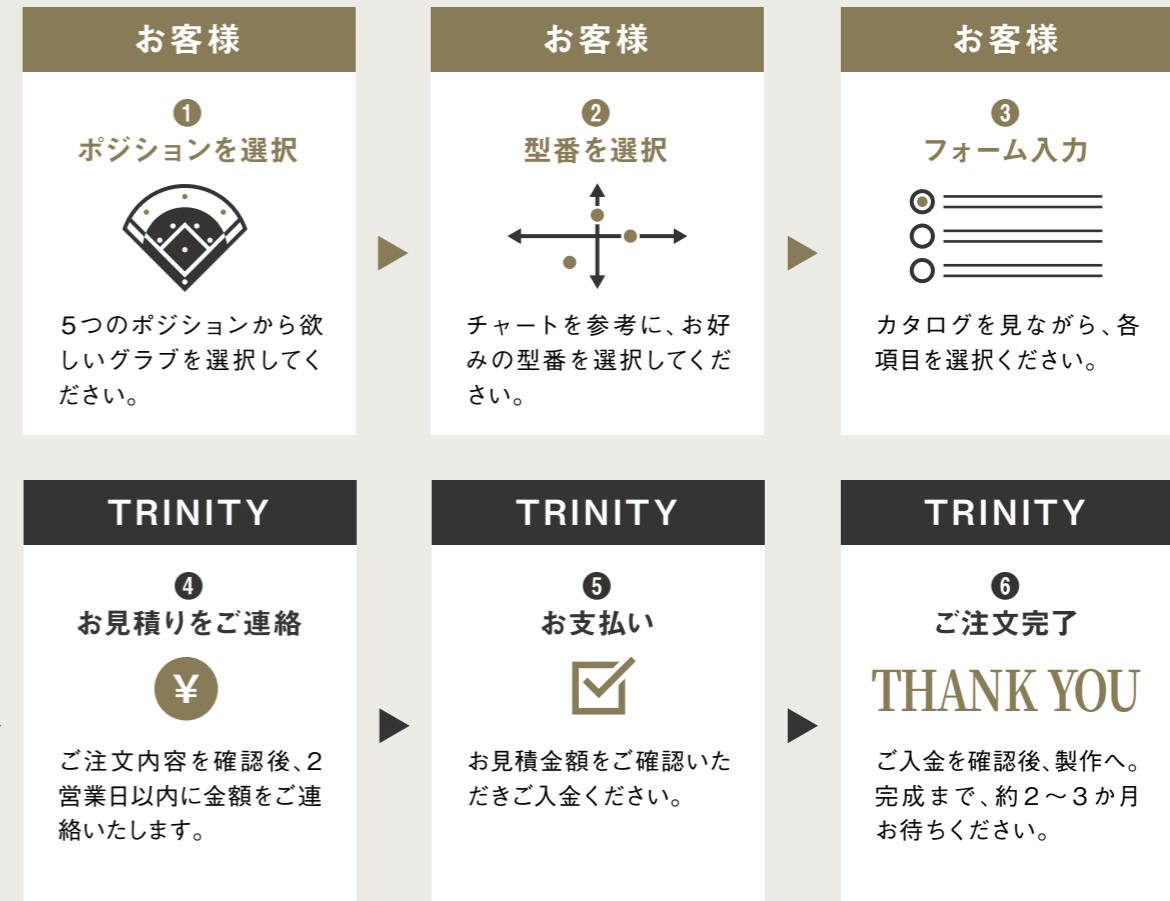 お客様
❶
ポジションを選択
5つのポジションから欲
しいグラブを選択してく
ださい。
お客様
❷
型番を選択
チャートを参考に、お好
みの型番を選択してくだ
さい。
お客様
❸
フォーム入力
カタログを見ながら、各
項目を選択ください。
TRINITY
❹
お見積りをご連絡
¥
ご注文内容を確認後、2
営業日以内に金額をご連
絡いたします。
TRINITY
❺
お支払い
お見積金額をご確認いた
だきご入金ください。
TRINITY
❻
ご注文完了
THANK YOU
ご入金を確認後、製作へ。
完成まで、約2〜3か月
お待ちください。